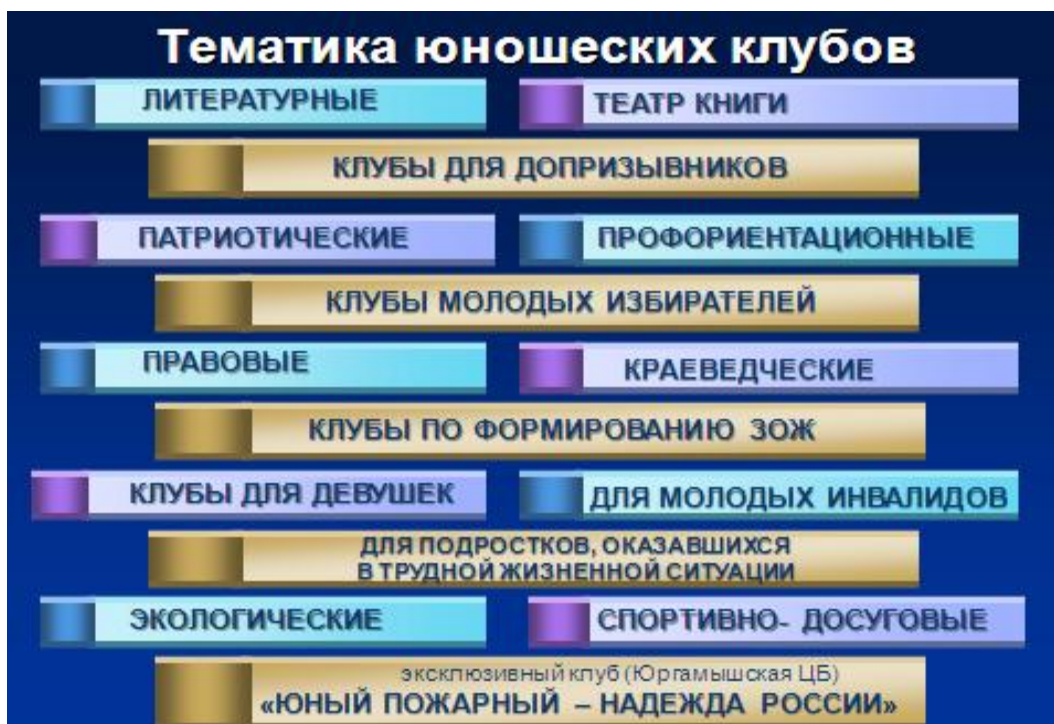 Тематика юношеских клубов
ЛИТЕРАТУРНЫЕ
ТЕАТР КНИГИ
КЛУБЫ ДЛЯ ДОПРИЗЫВНИКОВ
ПАТРИОТИЧЕСКИЕ
ПРОФОРИЕНТАЦИОННЫЕ
КЛУБЫ МОЛОДЫХ ИЗБИРАТЕЛЕЙ
ПРАВОВЫЕ
КРАЕВЕДЧЕСКИЕ
КЛУБЫ ПО ФОРМИРОВАНИЮ ЗОЖ
КЛУБЫ ДЛЯ ДЕВУШЕК
ДЛЯ МОЛОДЫХ ИНВАЛИДОВ
ДЛЯ ПОДРОСТКОВ, ОКАЗАВШИХСЯ
В ТРУДНОЙ ЖИЗНЕННОЙ СИТУАЦИИ
ЭКОЛОГИЧЕСКИЕ
СПОРТИВНО- ДОСУГОВЫЕ
эксклюзивный клуб (Юргамышская ЦБ)
«ЮНЫЙ ПОЖАРНЫЙ – НАДЕЖДА РОССИИ»